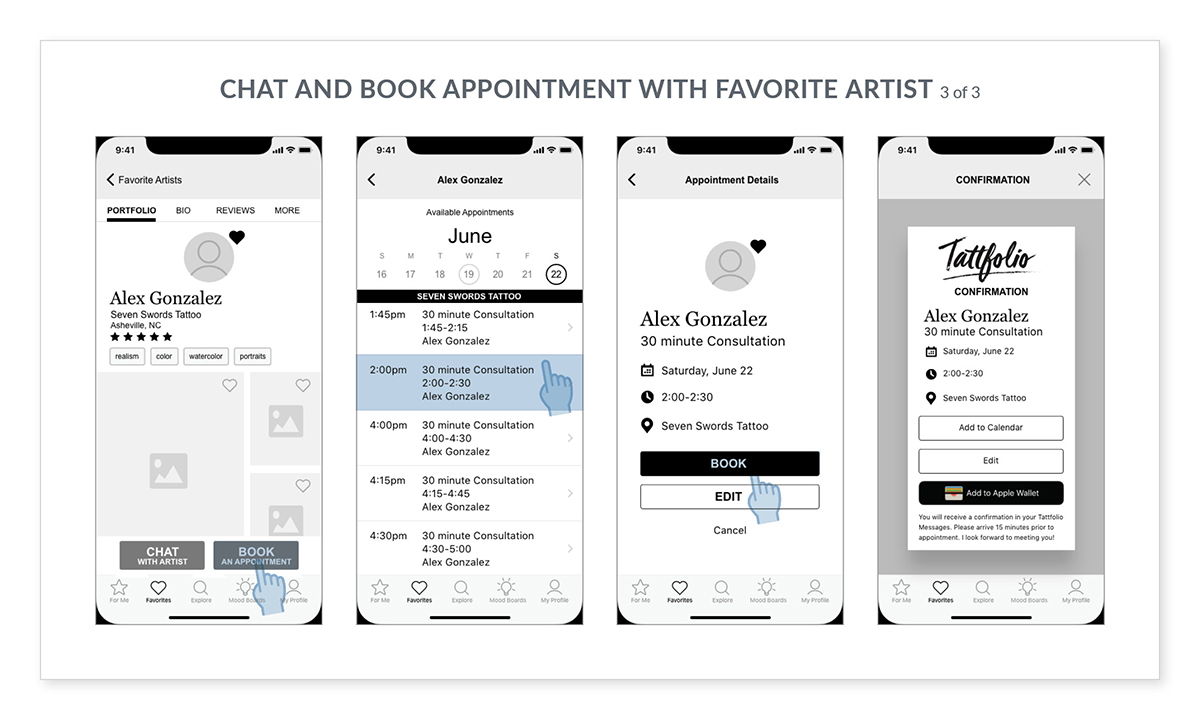 CHAT AND BOOK APPOINTMENT WITH FAVORITE ARTIST 3 of 3
9:41
Favorite Artists
PORTFOLIO BIO REVIEWS MORE
Alex Gonzalez
Seven Swords Tattoo
Asheville, NC
realism color watercolor portraits
CHAT
WITH ARTIST
BOOK
AN APPOINTMENT
For Me Favorites Explore Mood Boards My Profile
9:41
Alex Gonzalez
Available Appointments
June
S M T W T F S
16 17 18 19 20 21 22
SEVEN SWORDS TATTOO
1:45pm 30 minute Consultation
1:45-2:15
Alex Gonzalez
2:00pm 30 minute Consultation
2:00-2:30
Alex Gonzalez
4:00pm 30 minute Consultation
4:00-4:30
Alex Gonzalez
4:15pm 30 minute Consultation
4:15-4:45
Alex Gonzalez
4:30pm 30 minute Consultation
4:30-5:00
Alex Gonzalez
For Me Favorites Explore Mood Boards My Profile
9:41
Appointment Details
Alex Gonzalez
30 minute Consultation
Saturday, June 22
2:00-2:30
Seven Swords Tattoo
BOOK
EDIT
Cancel
For Me Favorites Explore Mood Boards My Profile
9:41
CONFIRMATION
Tattfolio
CONFIRMATION
Alex Gonzalez
30 minute Consultation
Saturday, June 22
2:00-2:30
Seven Swords Tattoo
Add to Calendar
Edit
Add to Apple Wallet
You will receive a confirmation in your Tattfolio
Messages. Please arrive 15 minutes prior to
appointment. I look forward to meeting you!
For Me Favorites Explore Mood Boards My Profile